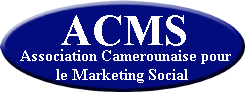 ACMS
Association Camerounaise pour
le Marketing Social